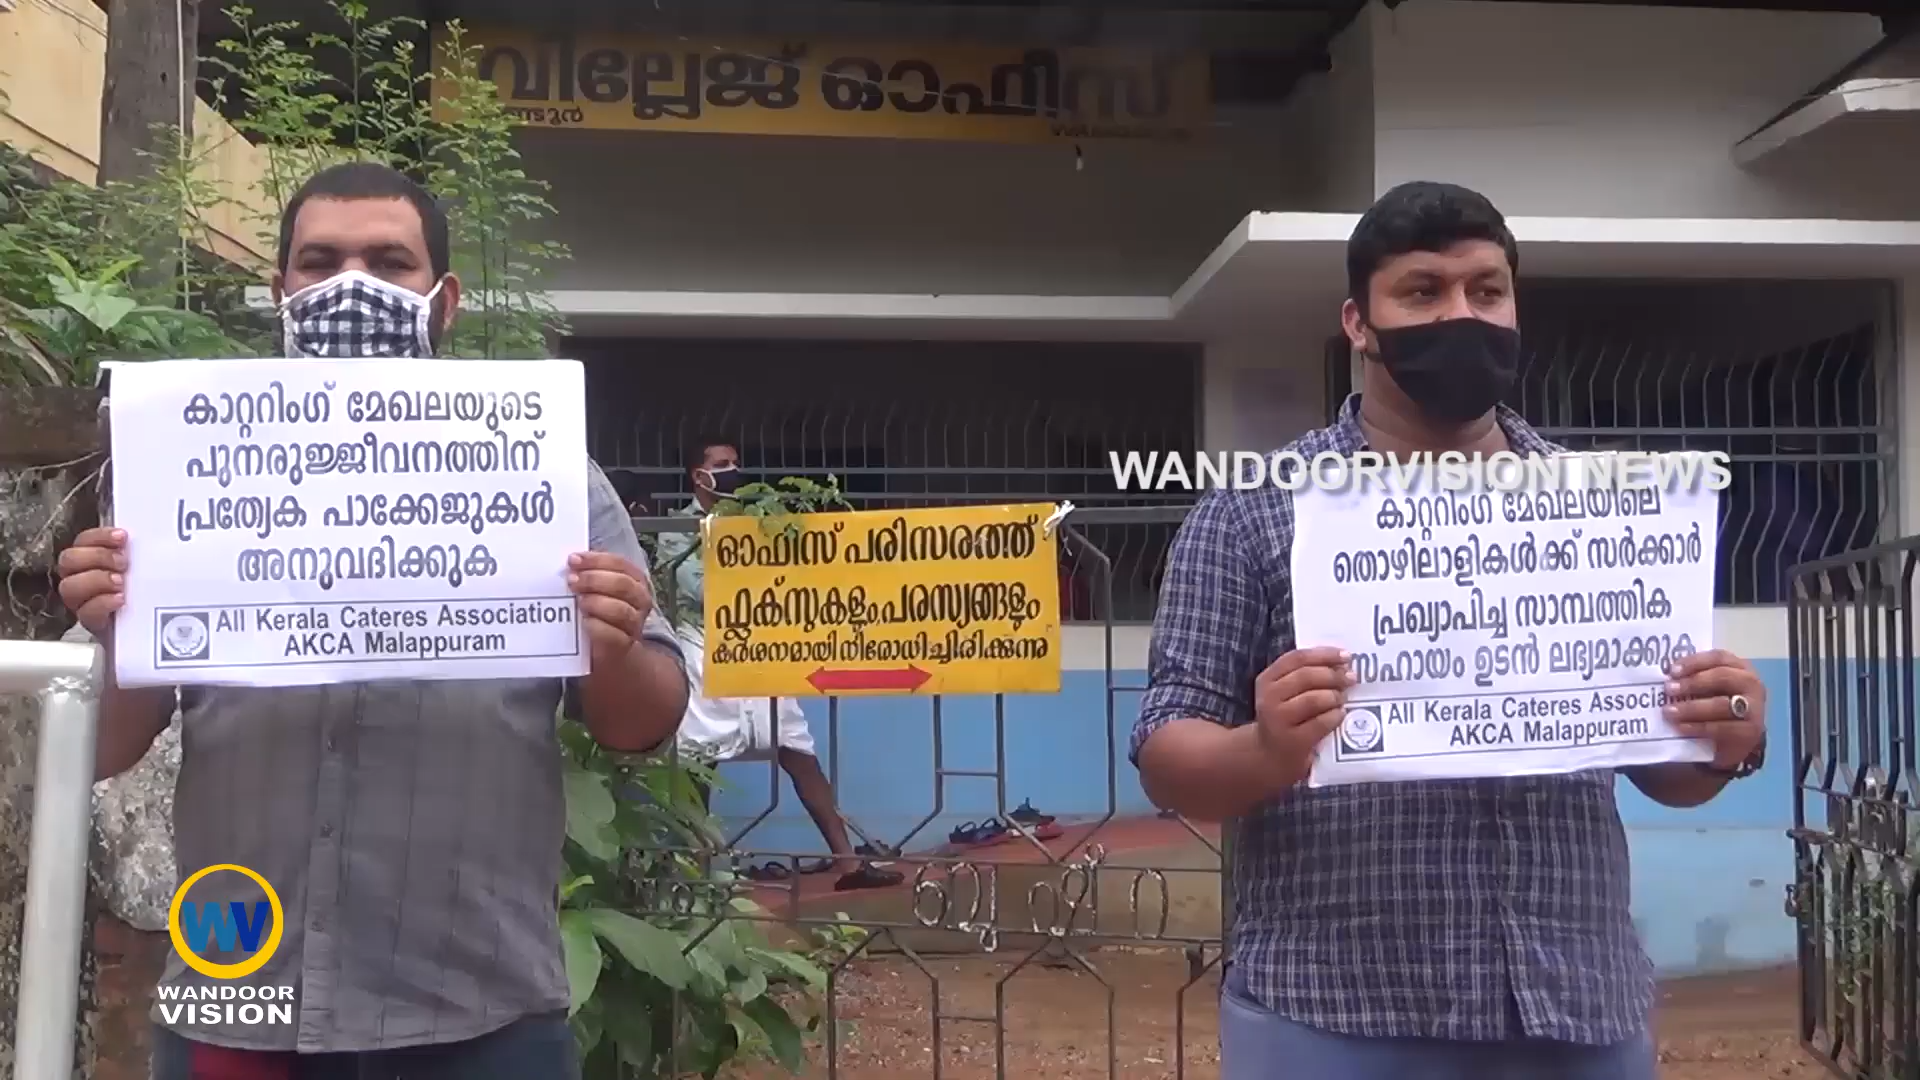 വില്ലേജ് ഓഫീസ്
കാറ്ററിംഗ് മേഖലയുടെ
പുനരുജ്ജീവനത്തിന്
പ്രത്യേക പാക്കേജുകൾ
അനുവദിക്കുക
All Kerala Cateres Association
AKCA Malappuram
ഓഫീസ് പരിസരത്ത്
ഫ്ലക്സുകളും,പരസ്യങ്ങളും
കർശനമായി നിരോധിച്ചിരിക്കുന്നു
WANDOORVISION NEWS
കാറ്ററിംഗ് മേഖലയിലെ
തൊഴിലാളികൾക്ക് സർക്കാർ
പ്രഖ്യാപിച്ച സാമ്പത്തിക
സഹായം ഉടൻ ലഭ്യമാക്കുക
All Kerala Cateres
AKCA Malappuram
WV
WANDOOR
VISION